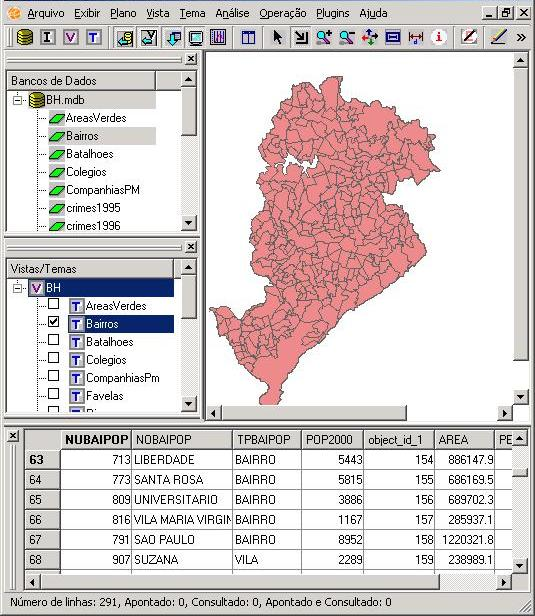 Arquivo Exibir Plano Vista Tema Análise Operação Plugins Ajuda
I V T
Bancos de Dados
BH.mdb
AreasVerdes
Bairros
Batalhoes
Colegios
CompanhiasPM
crimes1995
crimes1996
Vistas/Temas
V BH
T AreasVerdes
T Bairros
T Batalhoes
T Colegios
T CompanhiasPm
T Favelas
NUBAIPOP NOBAIPOP TPBAIPOP POP2000 object_id_1 AREA PE
63 713 LIBERDADE BAIRRO 5443 154 886147.9
64 773 SANTA ROSA BAIRRO 5815 155 686169.5
65 809 UNIVERSITARIO BAIRRO 3886 156 689702.3
66 816 VILA MARIA VIRGIN BAIRRO 1167 157 285937.1
67 791 SAO PAULO BAIRRO 8952 158 1220321.8
68 907 SUZANA VILA 2289 159 238989.1
Número de linhas: 291, Apontado: 0, Consultado: 0, Apontado e Consultado: 0